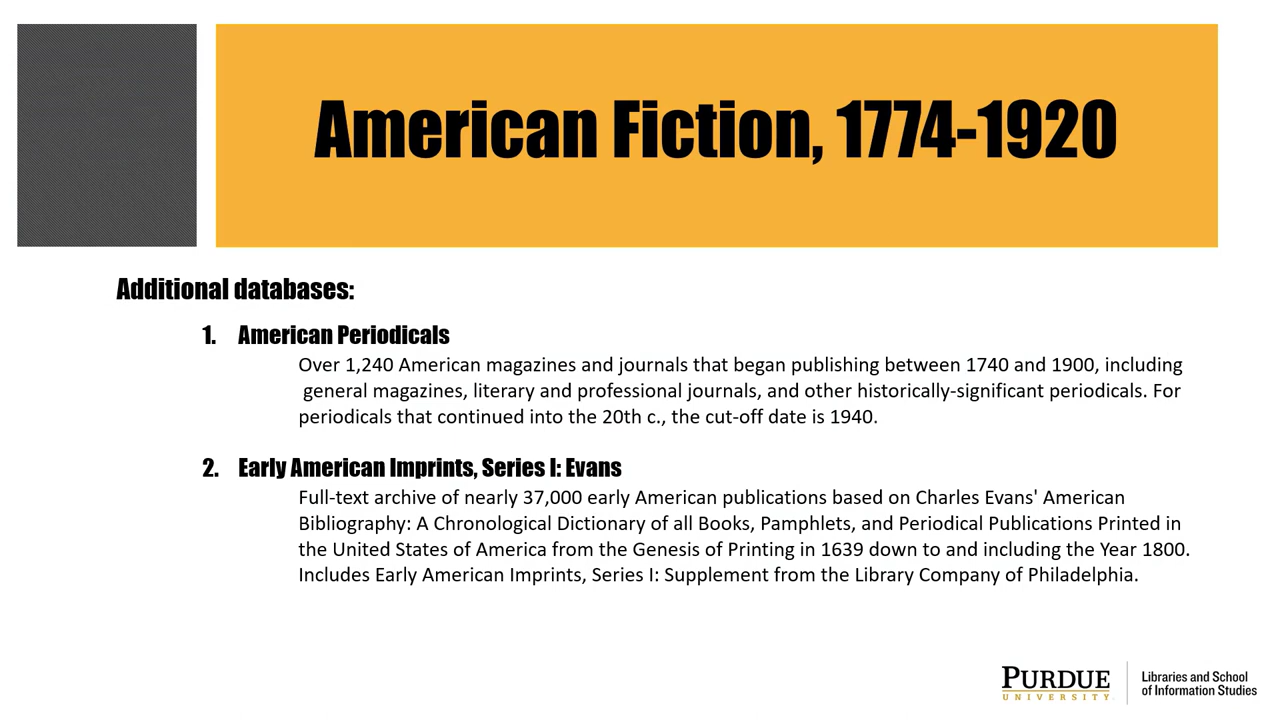 American Fiction, 1774-1920
Additional databases:
1. American Periodicals
Over 1,240 American magazines and journals that began publishing between 1740 and 1900, including
general magazines, literary and professional journals, and other historically-significant periodicals. For
periodicals that continued into the 20th c., the cut-off date is 1940.
2. Early American Imprints, Series I: Evans
Full-text archive of nearly 37,000 early American publications based on Charles Evans' American
Bibliography: A Chronological Dictionary of all Books, Pamphlets, and Periodical Publications Printed in
the United States of America from the Genesis of Printing in 1639 down to and including the Year 1800.
Includes Early American Imprints, Series I: Supplement from the Library Company of Philadelphia.
PURDUE
UNIVERSITY
Libraries and School
of Information Studies